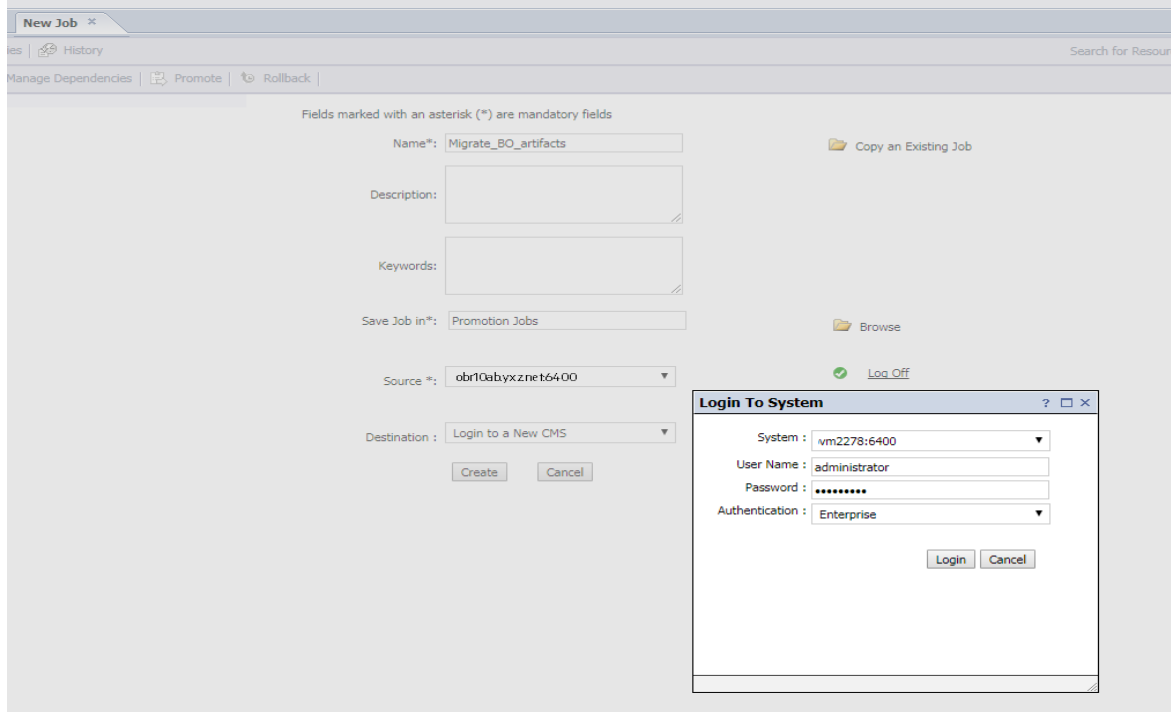 New Job ×
ies | History
Search for Resour
Manage Dependencies | Promote | Rollback |
Fields marked with an asterisk (*) are mandatory fields
Name*: Migrate_BO_artifacts
Copy an Existing Job
Description:
Keywords:
Save Job in*: Promotion Jobs
Browse
Source *: obr10ab.yxz.net:6400
Log Off
Destination : Login to a New CMS
Create Cancel
Login To System ?
System : vm2278:6400
User Name : administrator
Password : •••••••••
Authentication : Enterprise
Login Cancel